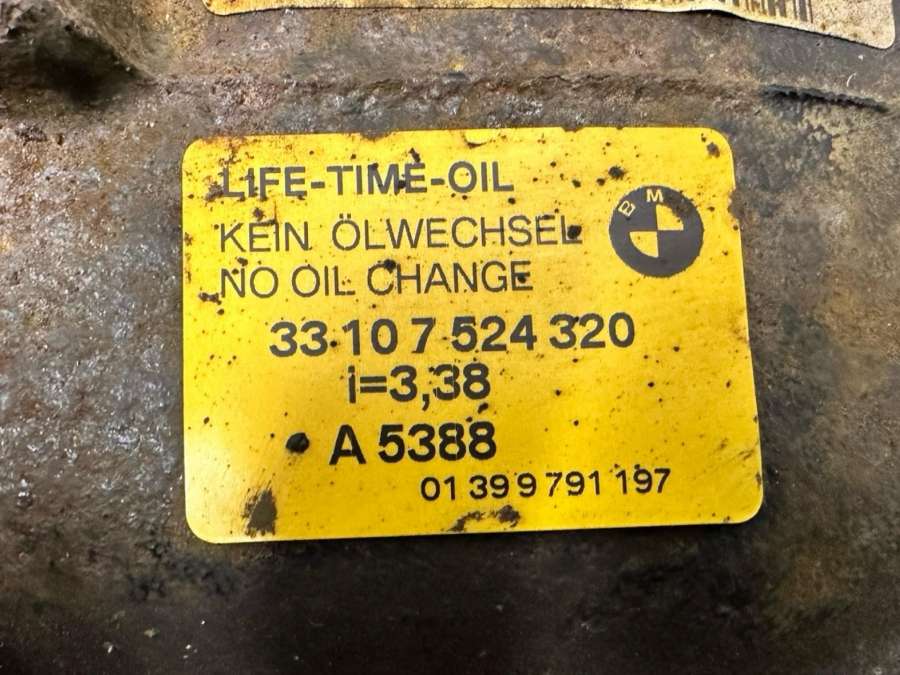 LIFE-TIME-OIL
KEIN ÖLWECHSEL
BM
NO OIL CHANGE
33 10 7 524 320
i=3,38
A 5388
01 39 9 791 197